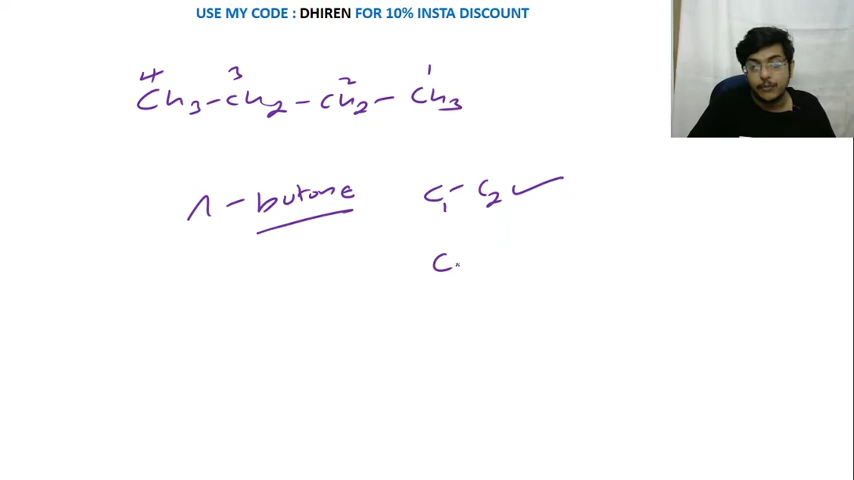 USE MY CODE : DHIREN FOR 10% INSTA DISCOUNT
4 3 2 1
CH3-CH2-CH2-CH3
n-butane C1-C2 ✓
C